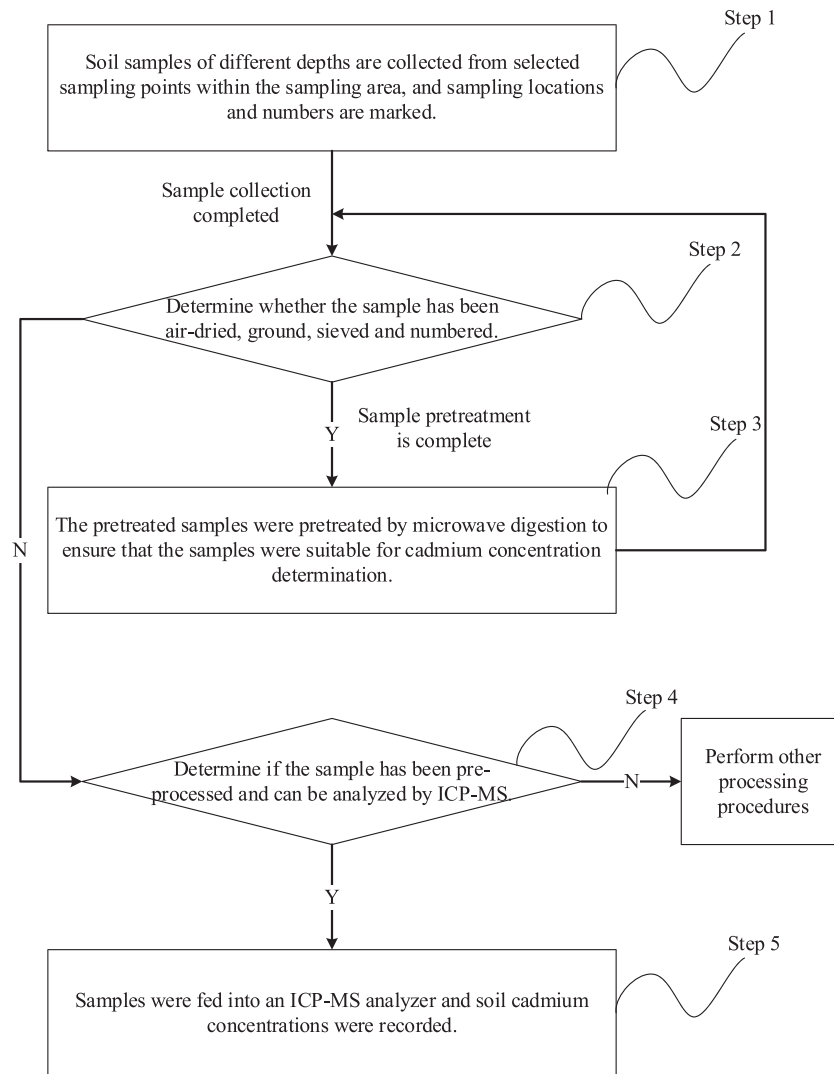 Step 1
Soil samples of different depths are collected from selected
sampling points within the sampling area, and sampling locations
and numbers are marked.
Sample collection
completed
Step 2
Determine whether the sample has been
air-dried, ground, sieved and numbered.
Y
Sample pretreatment
is complete
Step 3
The pretreated samples were pretreated by microwave digestion to
ensure that the samples were suitable for cadmium concentration
determination.
N
Step 4
Determine if the sample has been pre-
processed and can be analyzed by ICP-MS.
N
Perform other
processing
procedures
Y
Step 5
Samples were fed into an ICP-MS analyzer and soil cadmium
concentrations were recorded.